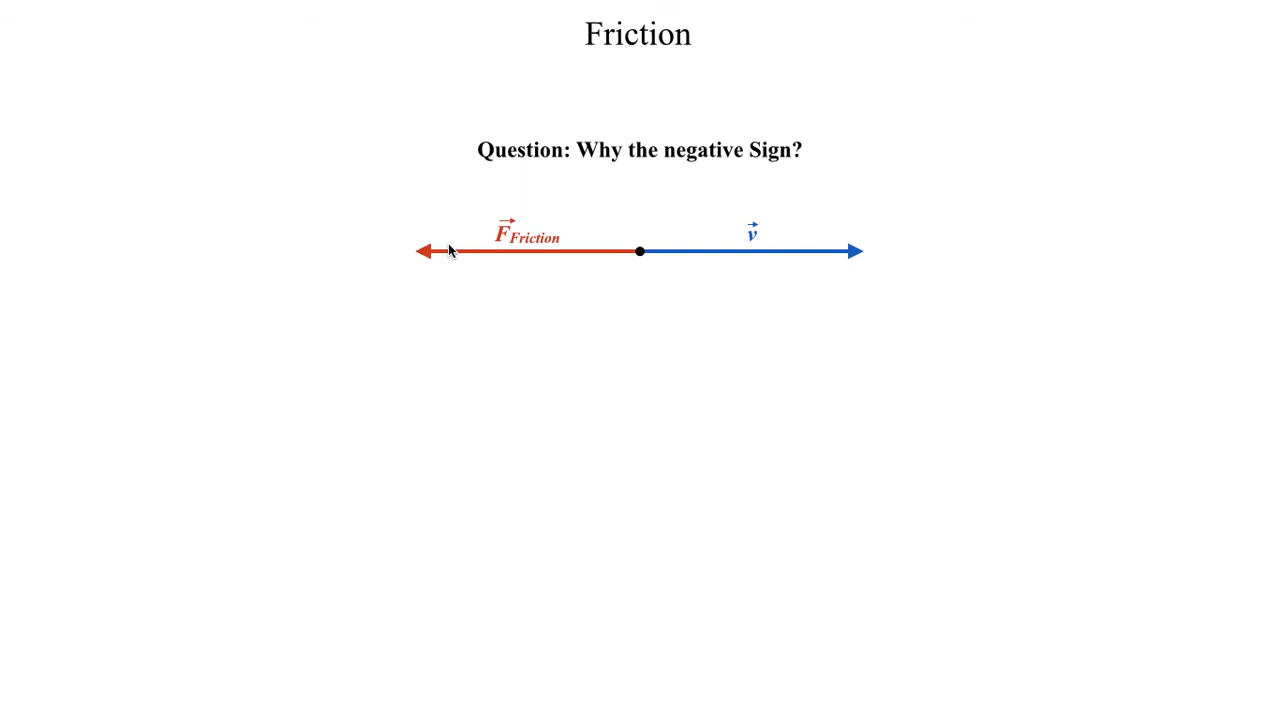 Friction
Question: Why the negative Sign?
F⃗Friction
v⃗